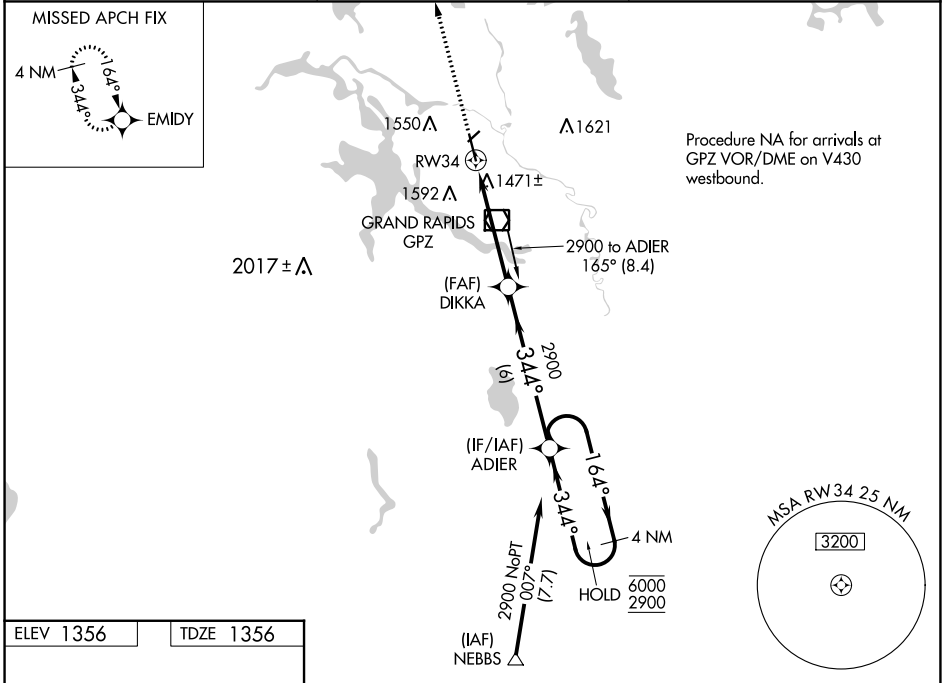 MISSED APCH FIX
4 NM
164°
344°
EMIDY
1550
1621
RW34
1471±
1592
GRAND RAPIDS
GPZ
Procedure NA for arrivals at
GPZ VOR/DME on V430
westbound.
2900 to ADIER
165° (8.4)
2017±
(FAF)
DIKKA
2900
344°
(6)
(IF/IAF)
ADIER
164°
344°
4 NM
HOLD
6000
2900
2900 NoPT
007°
(7.7)
(IAF)
NEBBS
MSA RW34 25 NM
3200
ELEV 1356
TDZE 1356